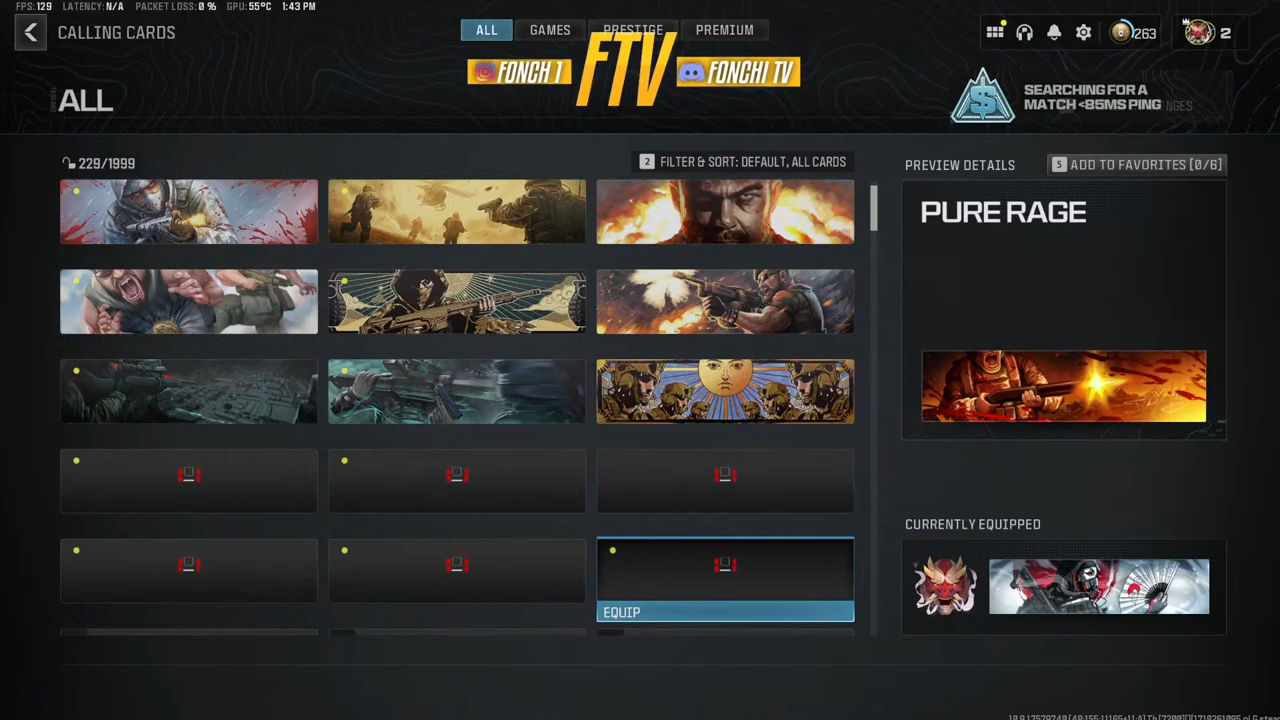 FPS: 129 LATENCY: N/A PACKET LOSS: 0 % GPU: 55°C 1:43 PM
CALLING CARDS
ALL GAMES PRESTIGE PREMIUM
263
2
FTV
FONCH 1
FONCHI TV
ALL
SEARCHING FOR A
MATCH <85MS PING
229/1999
2 FILTER & SORT: DEFAULT, ALL CARDS
PREVIEW DETAILS
5 ADD TO FAVORITES [0/6]
PURE RAGE
CURRENTLY EQUIPPED
EQUIP